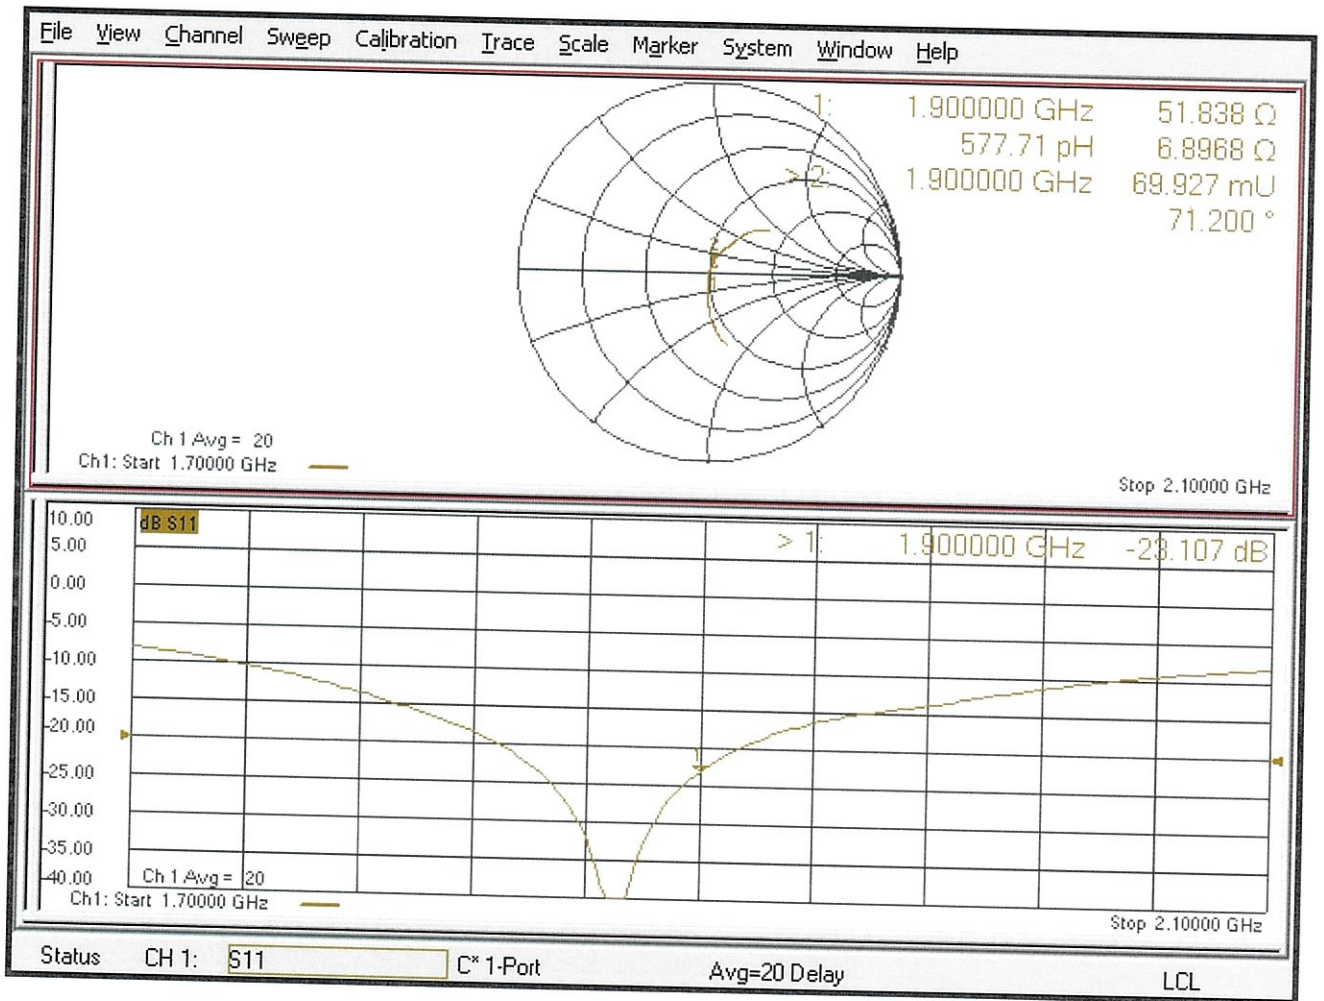 File View Channel Sweep Calibration Trace Scale Marker System Window Help
1: 1.900000 GHz 51.838 Ω
577.71 pH 6.8968 Ω
> 2: 1.900000 GHz 69.927 mU
71.200 °
2
1
Ch 1 Avg = 20
Ch1: Start 1.70000 GHz
Stop 2.10000 GHz
10.00
dB S11
> 1: 1.900000 GHz -23.107 dB
5.00
0.00
-5.00
-10.00
-15.00
-20.00
1
-25.00
-30.00
-35.00
-40.00
Ch 1 Avg = 20
Ch1: Start 1.70000 GHz
Stop 2.10000 GHz
Status CH 1: S11 C* 1-Port Avg=20 Delay LCL